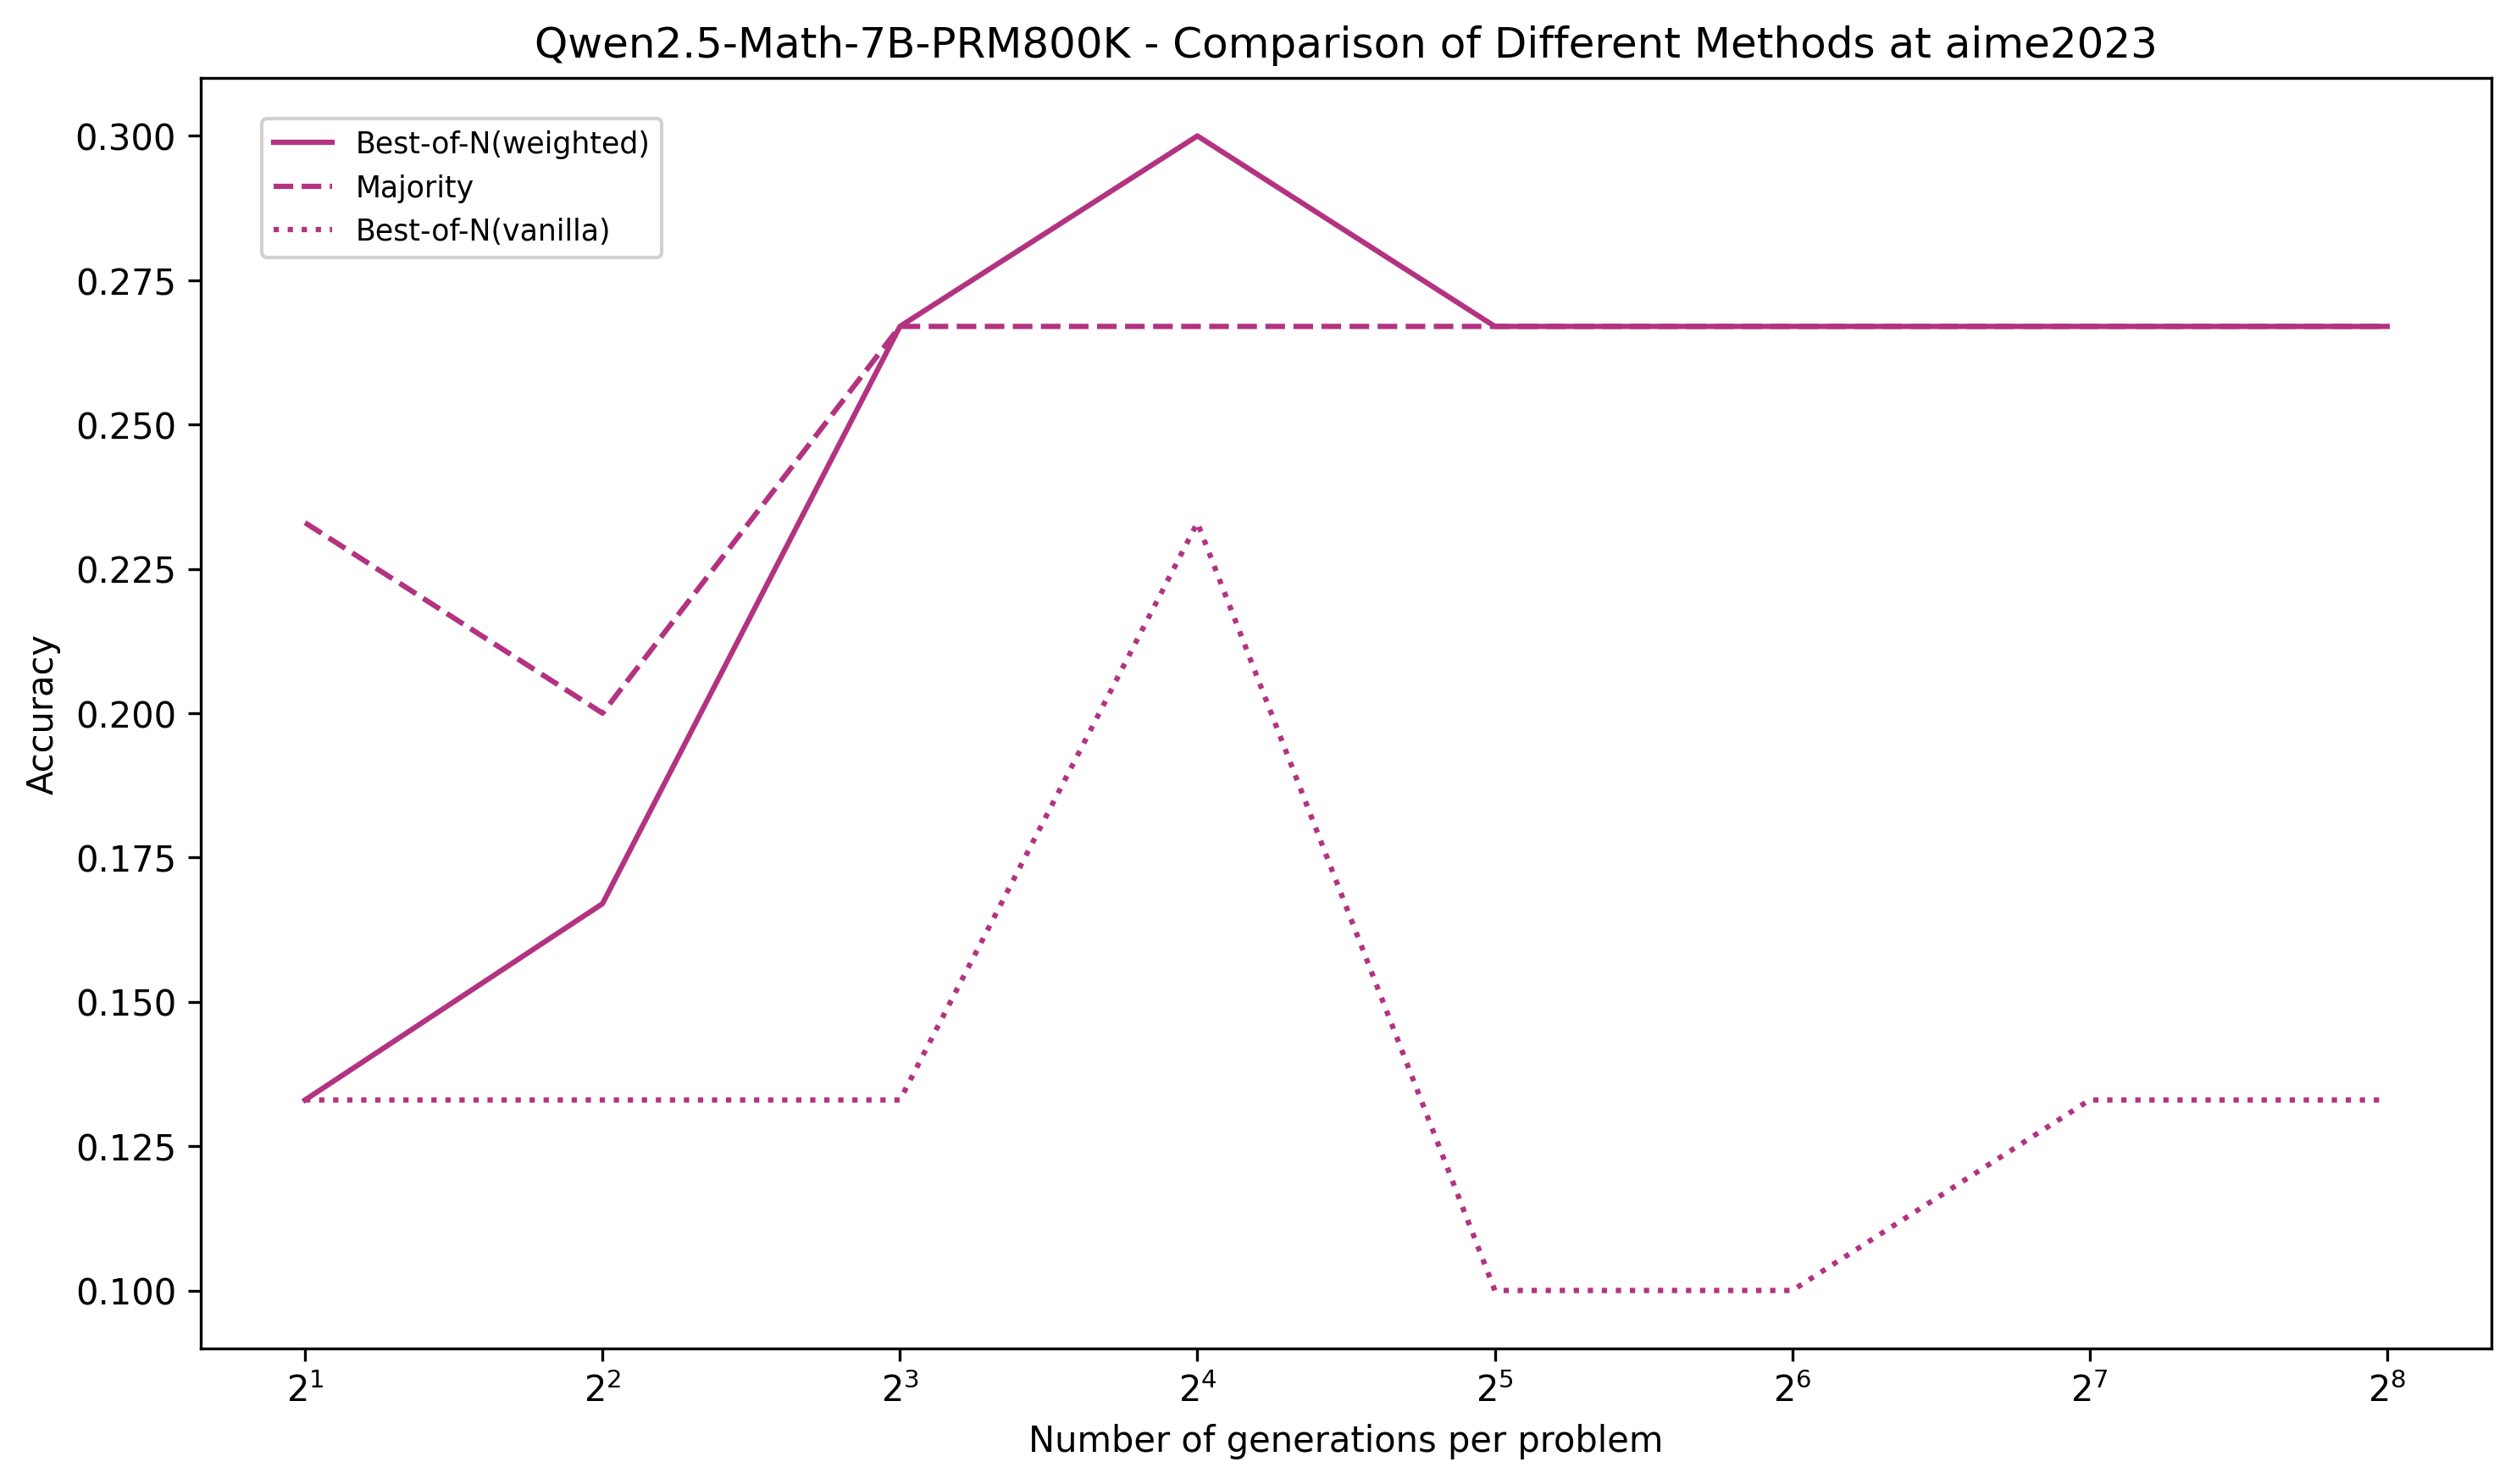 Qwen2.5-Math-7B-PRM800K - Comparison of Different Methods at aime2023
Best-of-N(weighted)
Majority
Best-of-N(vanilla)
Accuracy
0.300
0.275
0.250
0.225
0.200
0.175
0.150
0.125
0.100
2¹ 2² 2³ 2⁴ 2⁵ 2⁶ 2⁷ 2⁸
Number of generations per problem